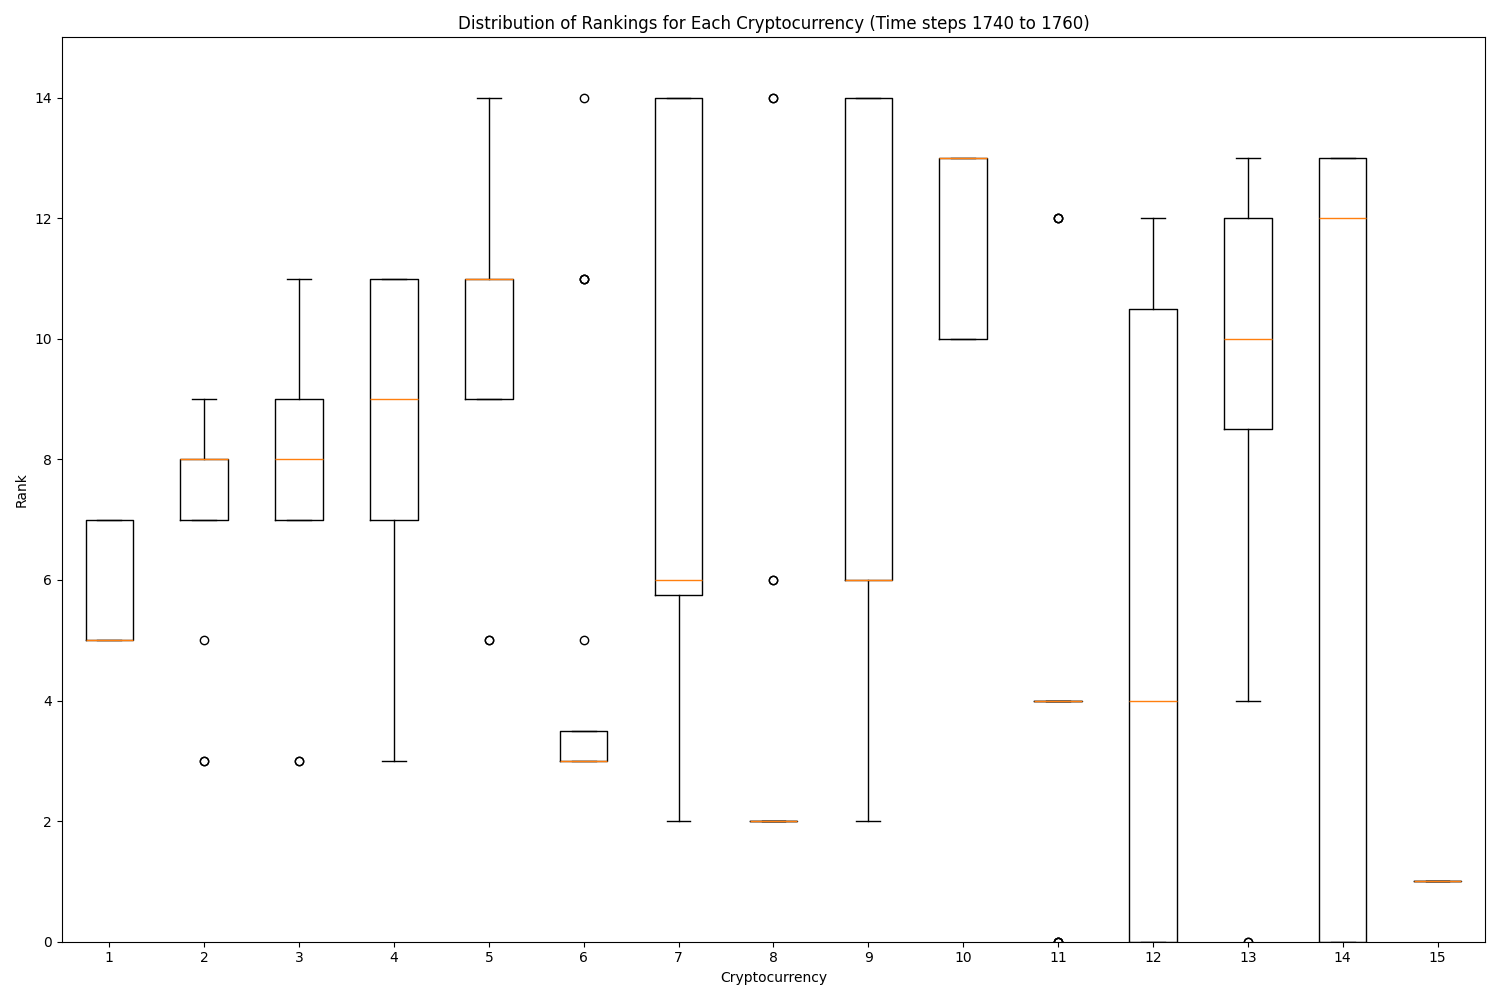 Distribution of Rankings for Each Cryptocurrency (Time steps 1740 to 1760)
14
12
10
8
6
4
2
0
Rank
1 2 3 4 5 6 7 8 9 10 11 12 13 14 15
Cryptocurrency